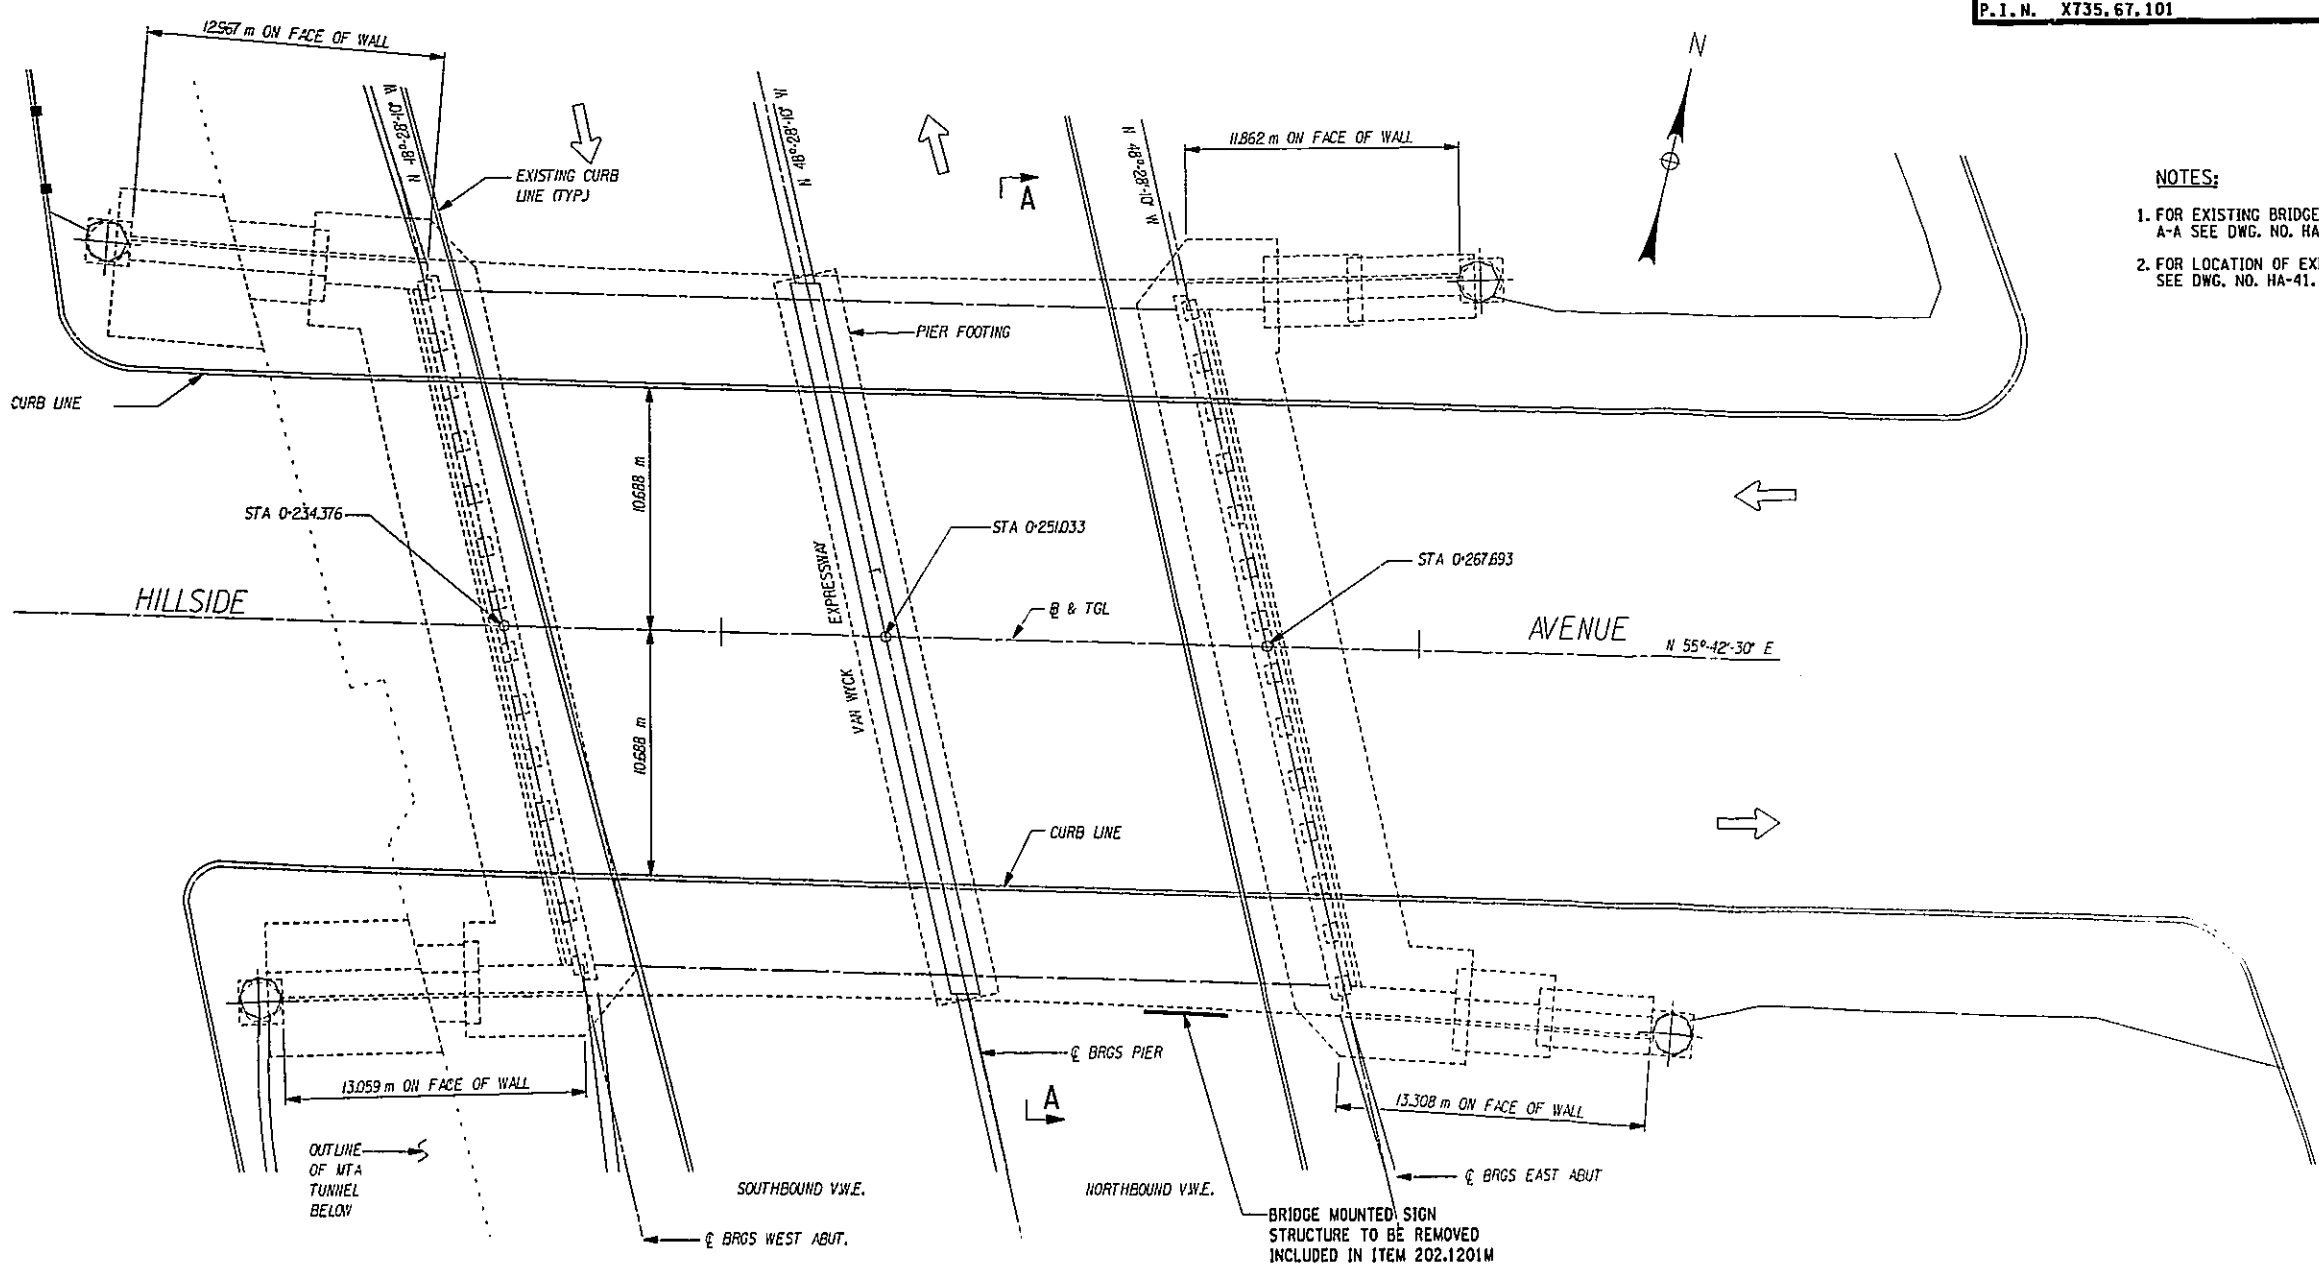 P.I.N. X735.67.101
12.967 m ON FACE OF WALL
N
N 48°-28'-10" W
N 48°-28'-10" W
N 48°-28'-10" W
11.862 m ON FACE OF WALL
EXISTING CURB
LINE (TYP.)
A
NOTES:
1. FOR EXISTING BRIDGE
A-A SEE DWG. NO. HA
2. FOR LOCATION OF EXI
SEE DWG. NO. HA-41.
PIER FOOTING
CURB LINE
10.688 m
STA 0+234.376
STA 0+251.033
STA 0+267.693
HILLSIDE
EXPRESSWAY
VAN WYCK
℄ & TGL
AVENUE
N 55°-42'-30" E
10.688 m
CURB LINE
℄ BRGS PIER
A
13.059 m ON FACE OF WALL
13.308 m ON FACE OF WALL
OUTLINE
OF MTA
TUNNEL
BELOW
SOUTHBOUND V.W.E.
NORTHBOUND V.W.E.
℄ BRGS EAST ABUT
℄ BRGS WEST ABUT.
BRIDGE MOUNTED SIGN
STRUCTURE TO BE REMOVED
INCLUDED IN ITEM 202.1201M